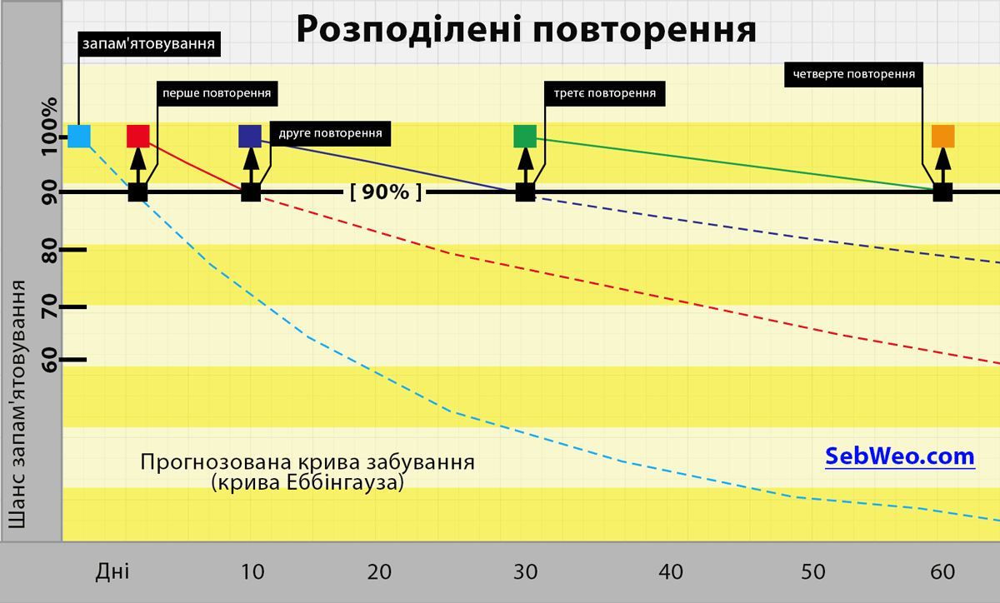 Розподілені повторення
запам'ятовування
четверте повторення
перше повторення
третє повторення
друге повторення
100%
90
[ 90% ]
80
70
60
Шанс запам'ятовування
Прогнозована крива забування
(крива Еббінгауза)
SebWeo.com
Дні 10 20 30 40 50 60